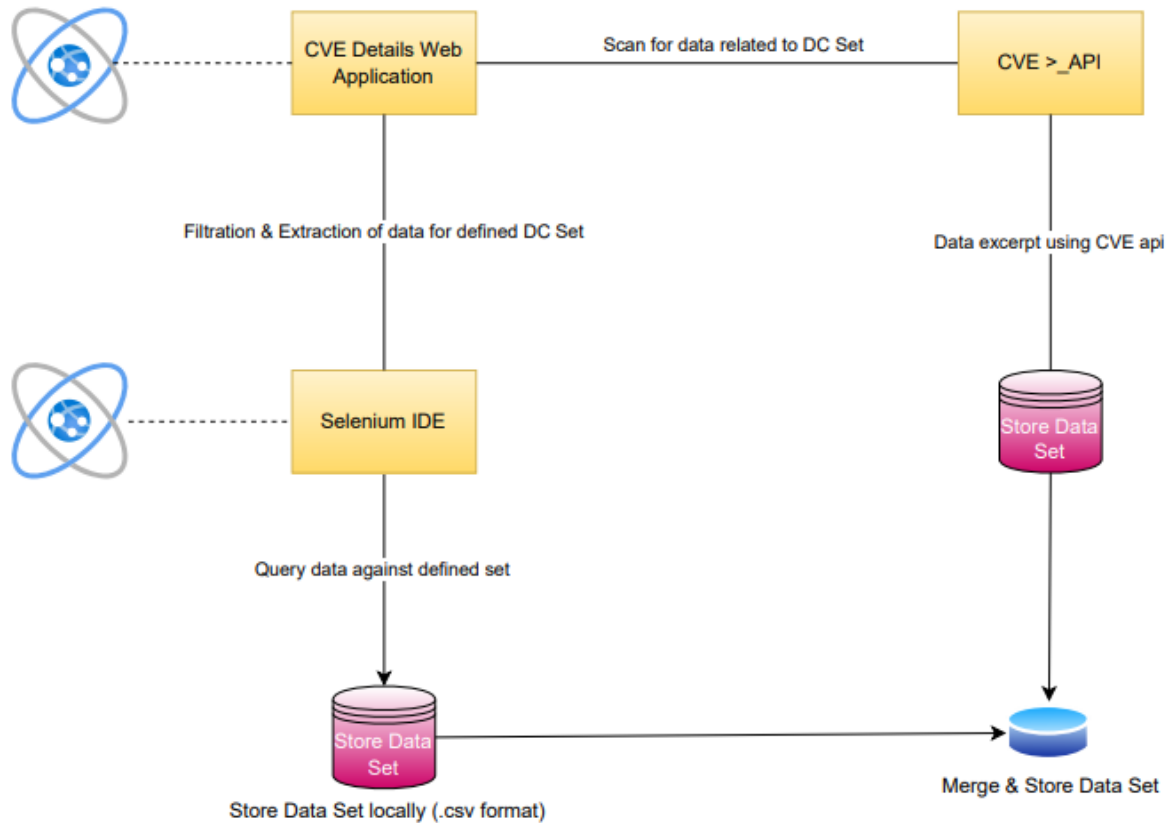 CVE Details Web
Application
Scan for data related to DC Set
CVE >_API
Filtration & Extraction of data for defined DC Set
Data excerpt using CVE api
Selenium IDE
Store Data
Set
Query data against defined set
Store Data
Set
Store Data Set locally (.csv format)
Merge & Store Data Set